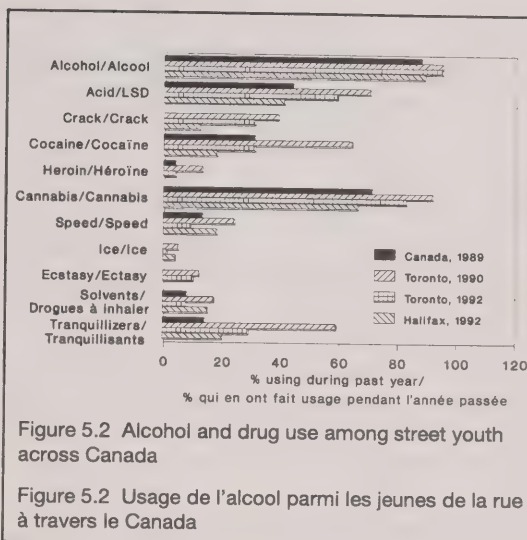 Alcohol/Alcool
Acid/LSD
Crack/Crack
Cocaine/Cocaïne
Heroin/Héroïne
Cannabis/Cannabis
Speed/Speed
Ice/Ice
Ecstasy/Ectasy
Solvents/
Drogues à inhaler
Tranquillizers/
Tranquillisants
Canada, 1989
Toronto, 1990
Toronto, 1992
Halifax, 1992
0 20 40 60 80 100 120
% using during past year/
% qui en ont fait usage pendant l'année passée
Figure 5.2 Alcohol and drug use among street youth
across Canada
Figure 5.2 Usage de l'alcool parmi les jeunes de la rue
à travers le Canada